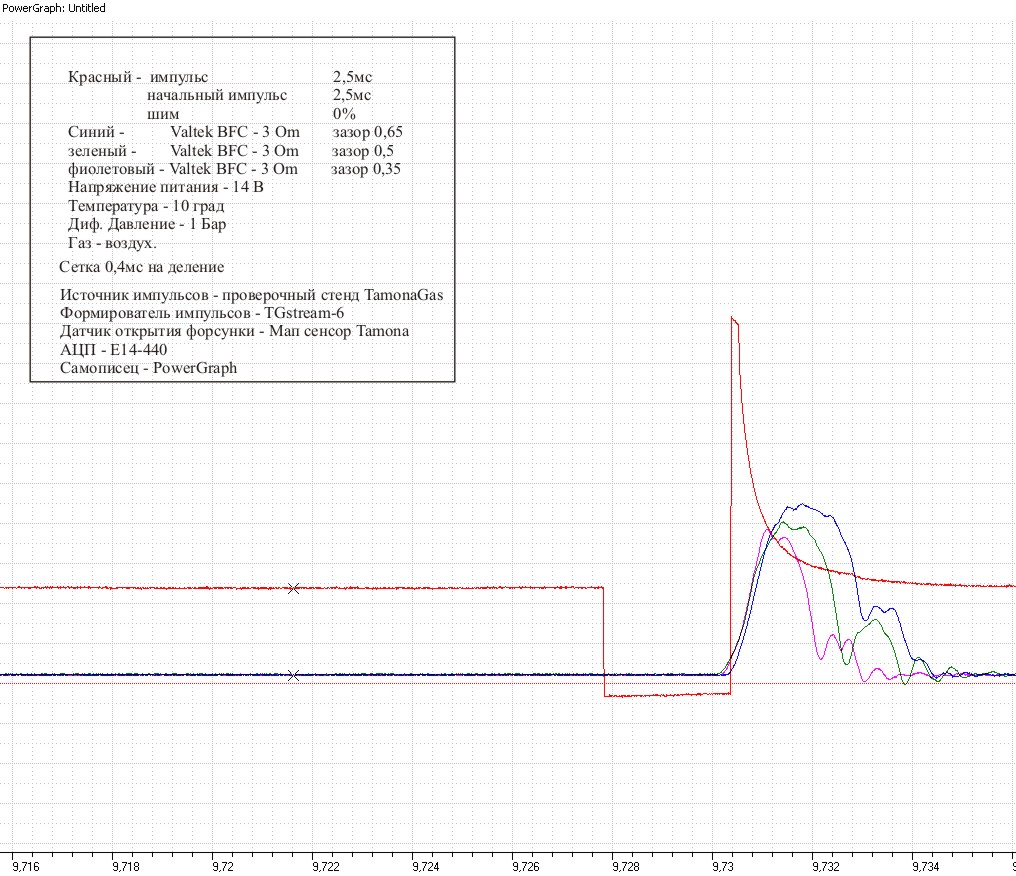 PowerGraph: Untitled
Красный - импульс 2,5мс
начальный импульс 2,5мс
шим 0%
Синий - Valtek BFC - 3 Om зазор 0,65
зеленый - Valtek BFC - 3 Om зазор 0,5
фиолетовый - Valtek BFC - 3 Om зазор 0,35
Напряжение питания - 14 В
Температура - 10 град
Диф. Давление - 1 Бар
Газ - воздух.
Сетка 0,4мс на деление
Источник импульсов - проверочный стенд TamonaGas
Формирователь импульсов - TGstream-6
Датчик открытия форсунки - Мап сенсор Tamona
АЦП - E14-440
Самописец - PowerGraph
9,716 9,718 9,72 9,722 9,724 9,726 9,728 9,73 9,732 9,734